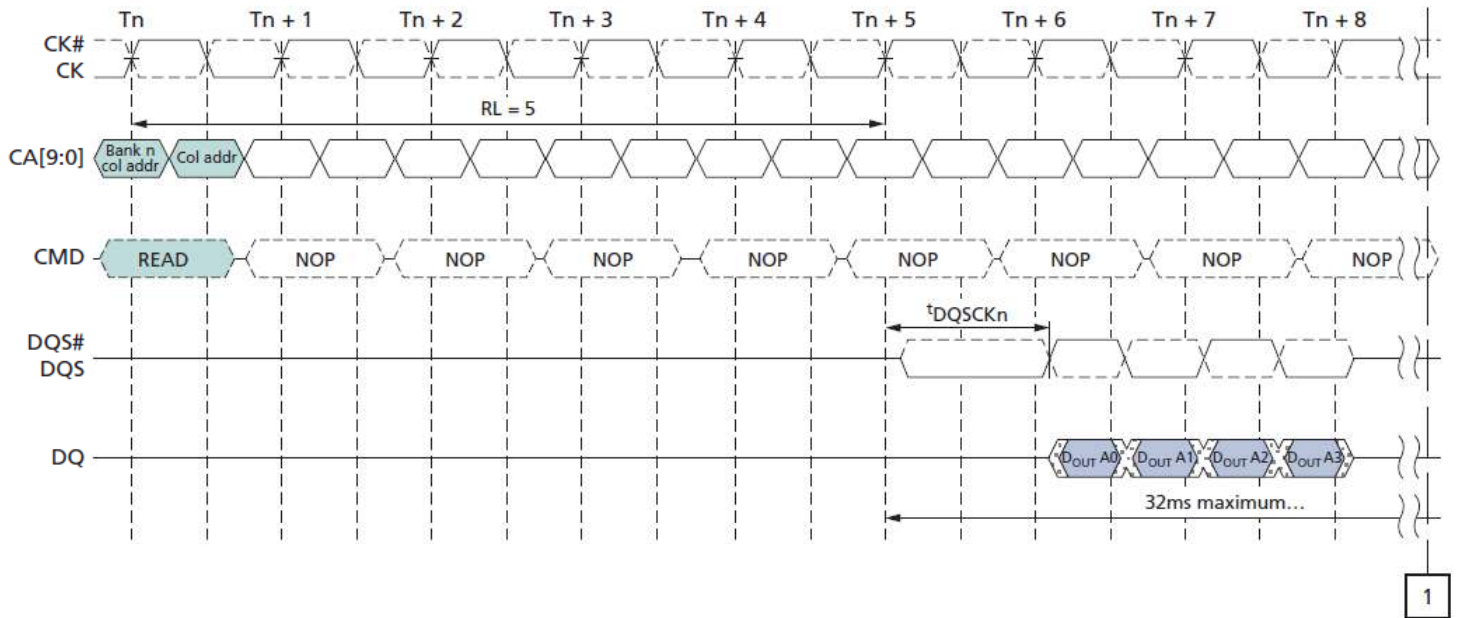 Tn Tn + 1 Tn + 2 Tn + 3 Tn + 4 Tn + 5 Tn + 6 Tn + 7 Tn + 8
CK#
CK
RL = 5
CA[9:0] Bank n Col addr
col addr
CMD READ NOP NOP NOP NOP NOP NOP NOP NOP
tDQSCKn
DQS#
DQS
DQ DOUT A0 DOUT A1 DOUT A2 DOUT A3
32ms maximum…
1